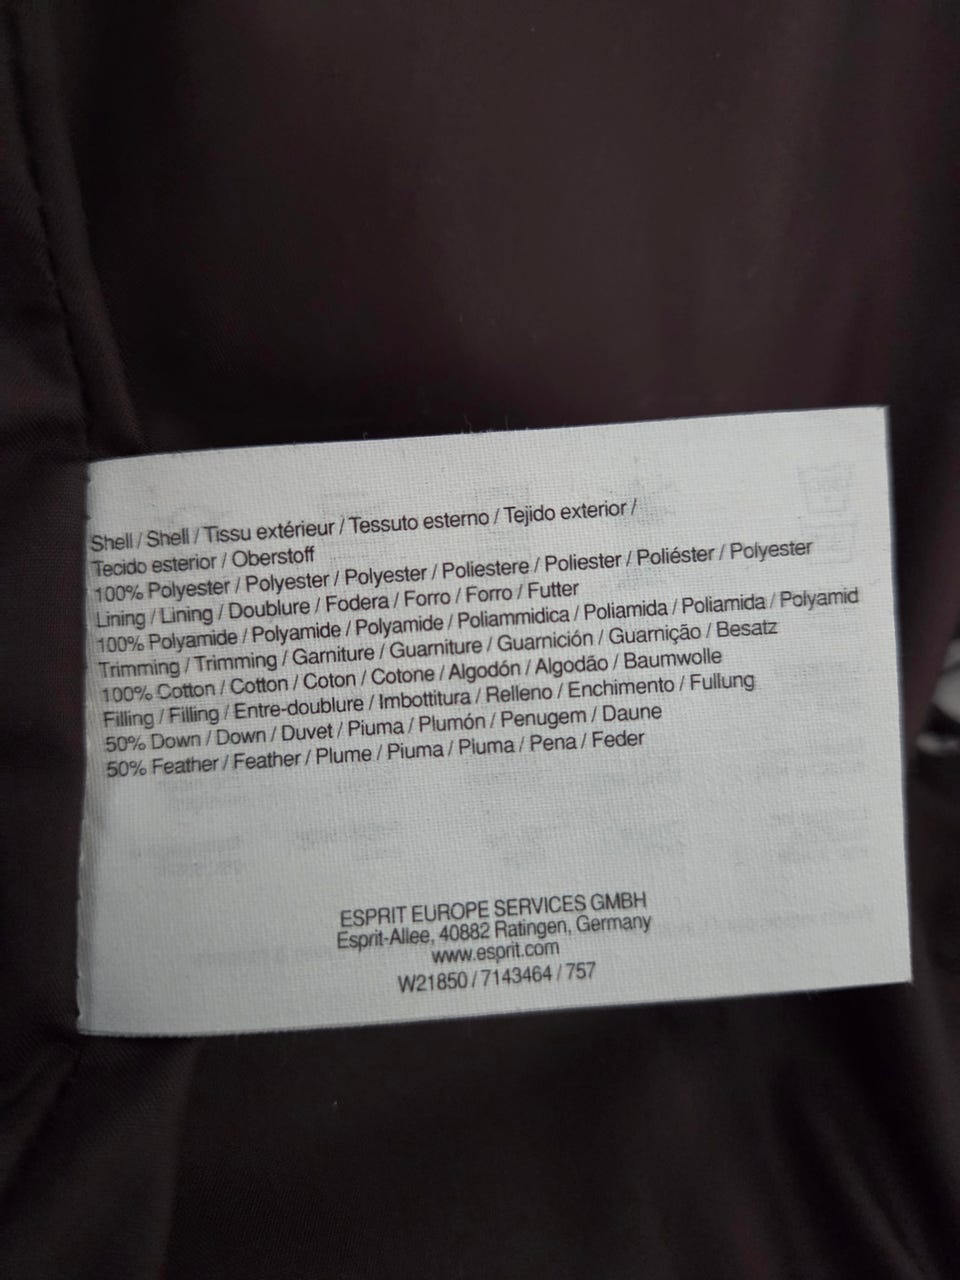 Shell / Shell / Tissu extérieur / Tessuto esterno / Tejido exterior /
Tecido esterior / Oberstoff
100% Polyester / Polyester / Polyester / Poliestere / Poliester / Poliéster / Polyester
Lining / Lining / Doublure / Fodera / Forro / Forro / Futter
100% Polyamide / Polyamide / Polyamide / Poliammidica / Poliamida / Poliamida / Polyamid
Trimming / Trimming / Garniture / Guarniture / Guarnición / Guarnição / Besatz
100% Cotton / Cotton / Coton / Cotone / Algodón / Algodão / Baumwolle
Filling / Filling / Entre-doublure / Imbottitura / Relleno / Enchimento / Fullung
50% Down / Down / Duvet / Piuma / Plumón / Penugem / Daune
50% Feather / Feather / Plume / Piuma / Pluma / Pena / Feder
ESPRIT EUROPE SERVICES GMBH
Esprit-Allee, 40882 Ratingen, Germany
www.esprit.com
W21850 / 7143464 / 757